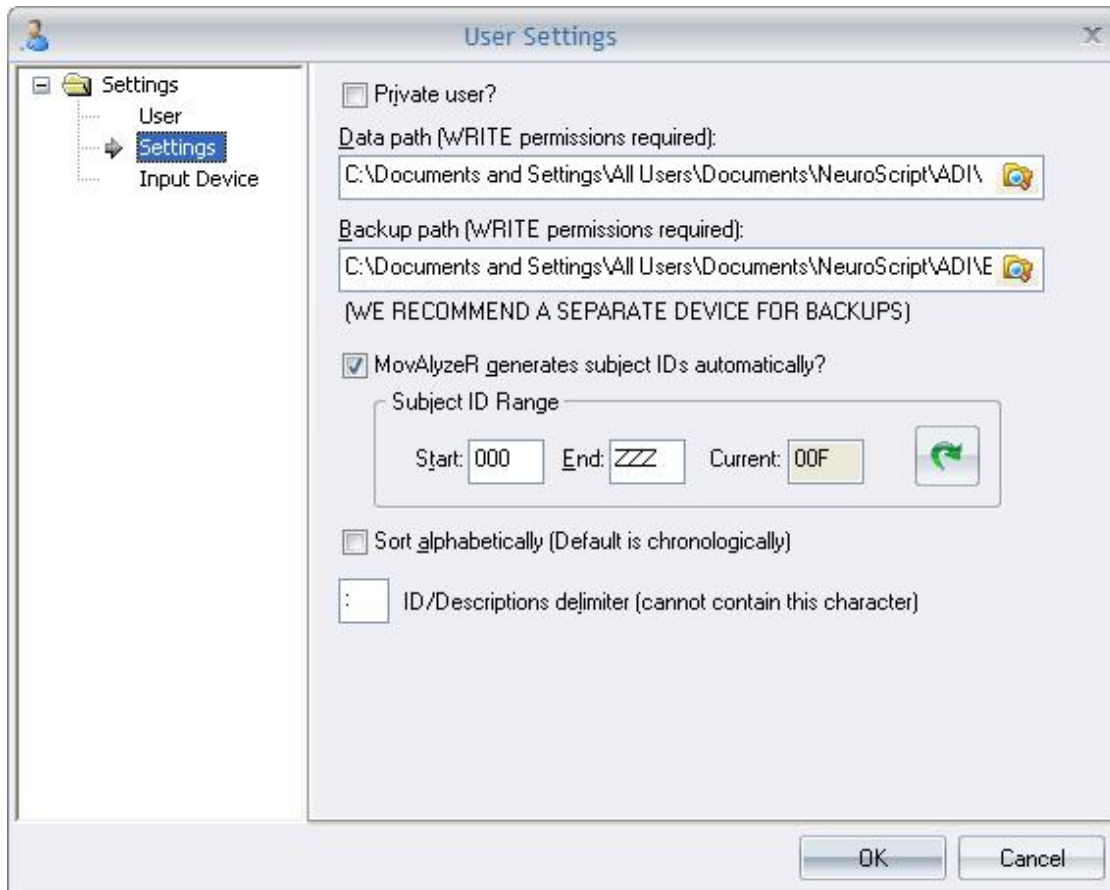 User Settings
Settings
User
Settings
Input Device
Private user?
Data path (WRITE permissions required):
C:\Documents and Settings\All Users\Documents\NeuroScript\ADI\
Backup path (WRITE permissions required):
C:\Documents and Settings\All Users\Documents\NeuroScript\ADI\E
(WE RECOMMEND A SEPARATE DEVICE FOR BACKUPS)
MovAlyzeR generates subject IDs automatically?
Subject ID Range
Start: 000 End: ZZZ Current: 00F
Sort alphabetically (Default is chronologically)
: ID/Descriptions delimiter (cannot contain this character)
OK Cancel